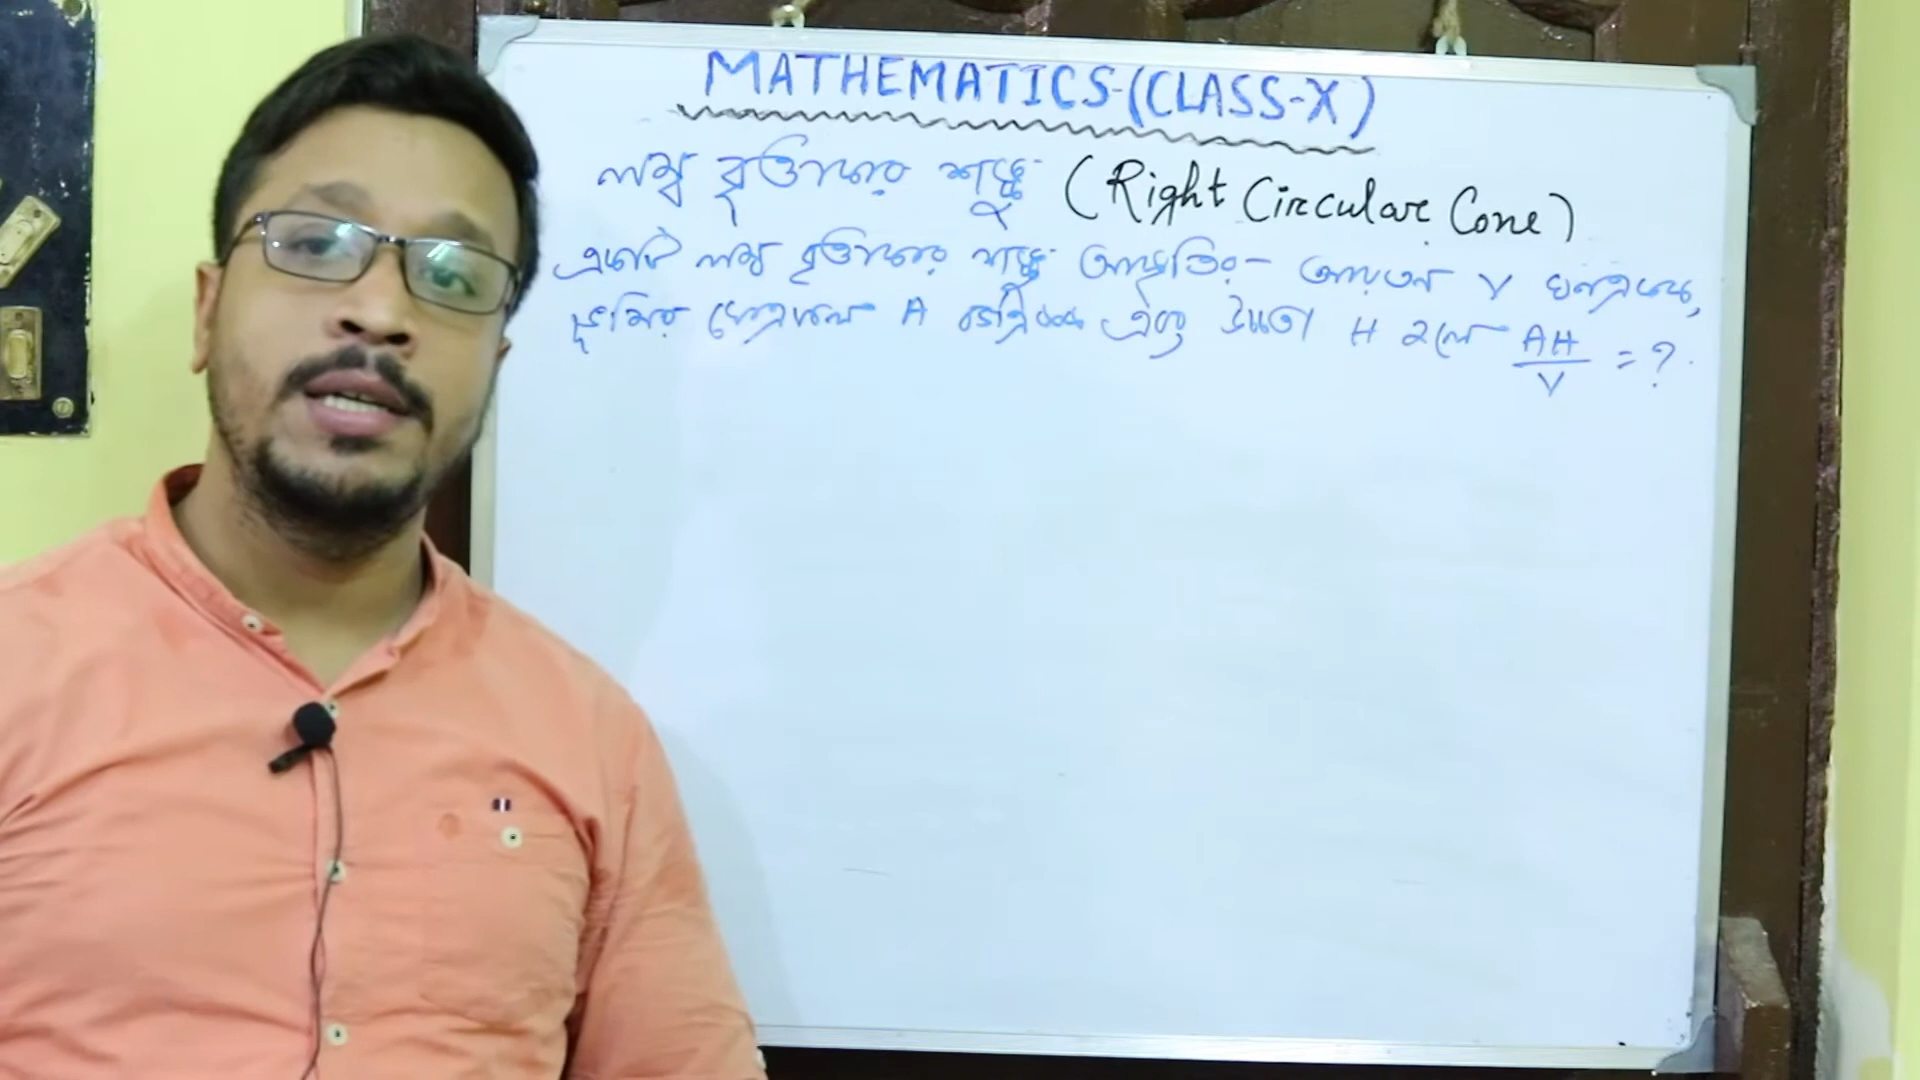 MATHEMATICS-(CLASS-X)
লম্ব বৃত্তাকার শঙ্কু (Right Circular Cone)
একটি লম্ব বৃত্তাকার শঙ্কু আকৃতির আয়তন V ঘনএকক,
ভূমির ক্ষেত্রফল A বর্গএকক এবং উচ্চতা H হলে AH/V = ?